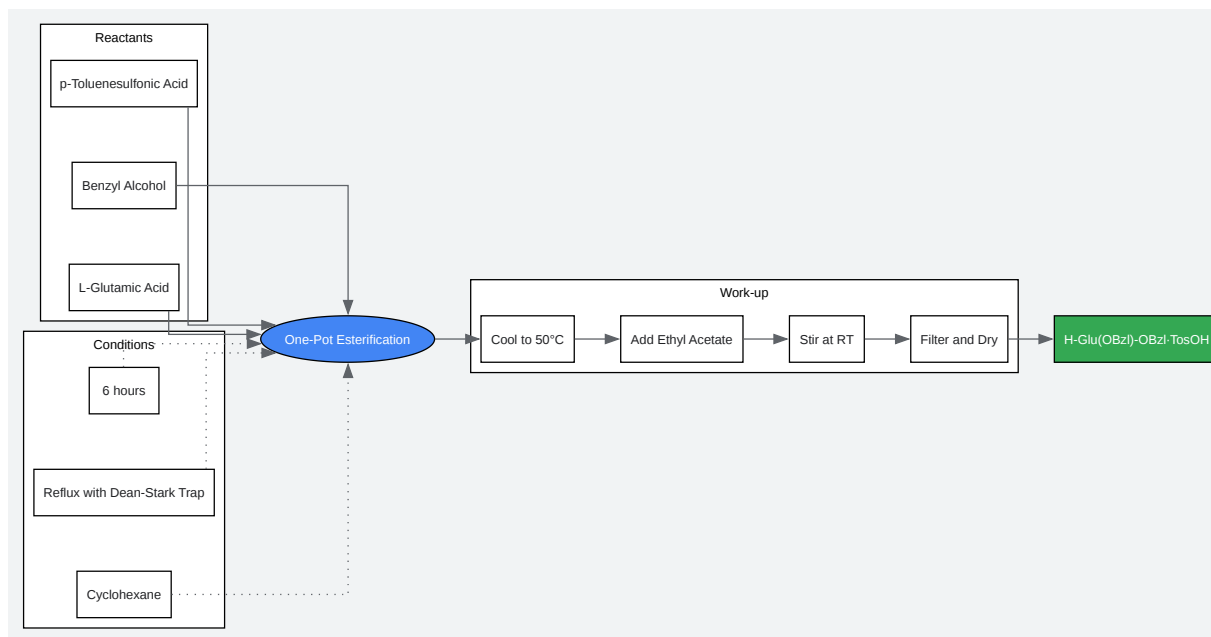 Reactants
p-Toluenesulfonic Acid
Benzyl Alcohol
L-Glutamic Acid
Conditions
6 hours
Reflux with Dean-Stark Trap
Cyclohexane
One-Pot Esterification
Work-up
Cool to 50°C
Add Ethyl Acetate
Stir at RT
Filter and Dry
H-Glu(OBzl)-OBzl·TosOH